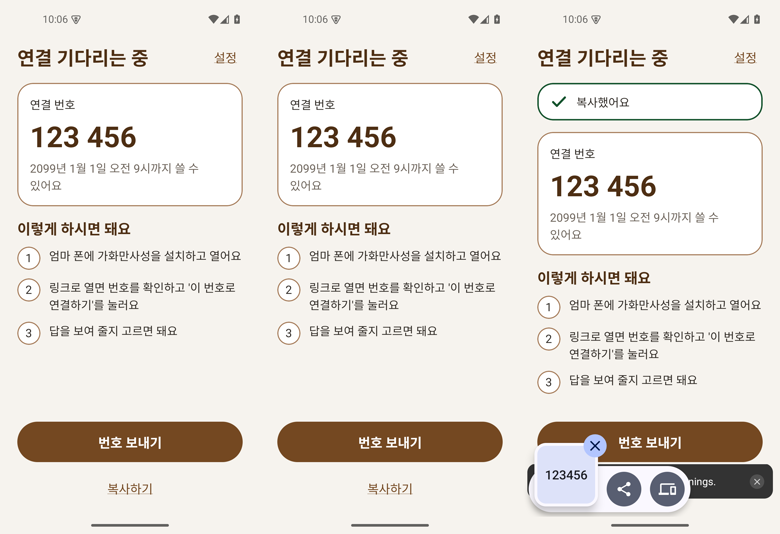 10:06
연결 기다리는 중
설정
연결 번호
123 456
2099년 1월 1일 오전 9시까지 쓸 수
있어요
이렇게 하시면 돼요
1 엄마 폰에 가화만사성을 설치하고 열어요
2 링크로 열면 번호를 확인하고 '이 번호로
연결하기'를 눌러요
3 답을 보여 줄지 고르면 돼요
번호 보내기
복사하기
10:06
연결 기다리는 중
설정
연결 번호
123 456
2099년 1월 1일 오전 9시까지 쓸 수
있어요
이렇게 하시면 돼요
1 엄마 폰에 가화만사성을 설치하고 열어요
2 링크로 열면 번호를 확인하고 '이 번호로
연결하기'를 눌러요
3 답을 보여 줄지 고르면 돼요
번호 보내기
복사하기
10:06
연결 기다리는 중
설정
복사했어요
연결 번호
123 456
2099년 1월 1일 오전 9시까지 쓸 수
있어요
이렇게 하시면 돼요
1 엄마 폰에 가화만사성을 설치하고 열어요
2 링크로 열면 번호를 확인하고 '이 번호로
연결하기'를 눌러요
3 답을 보여 줄지 고르면 돼요
번호 보내기
123456